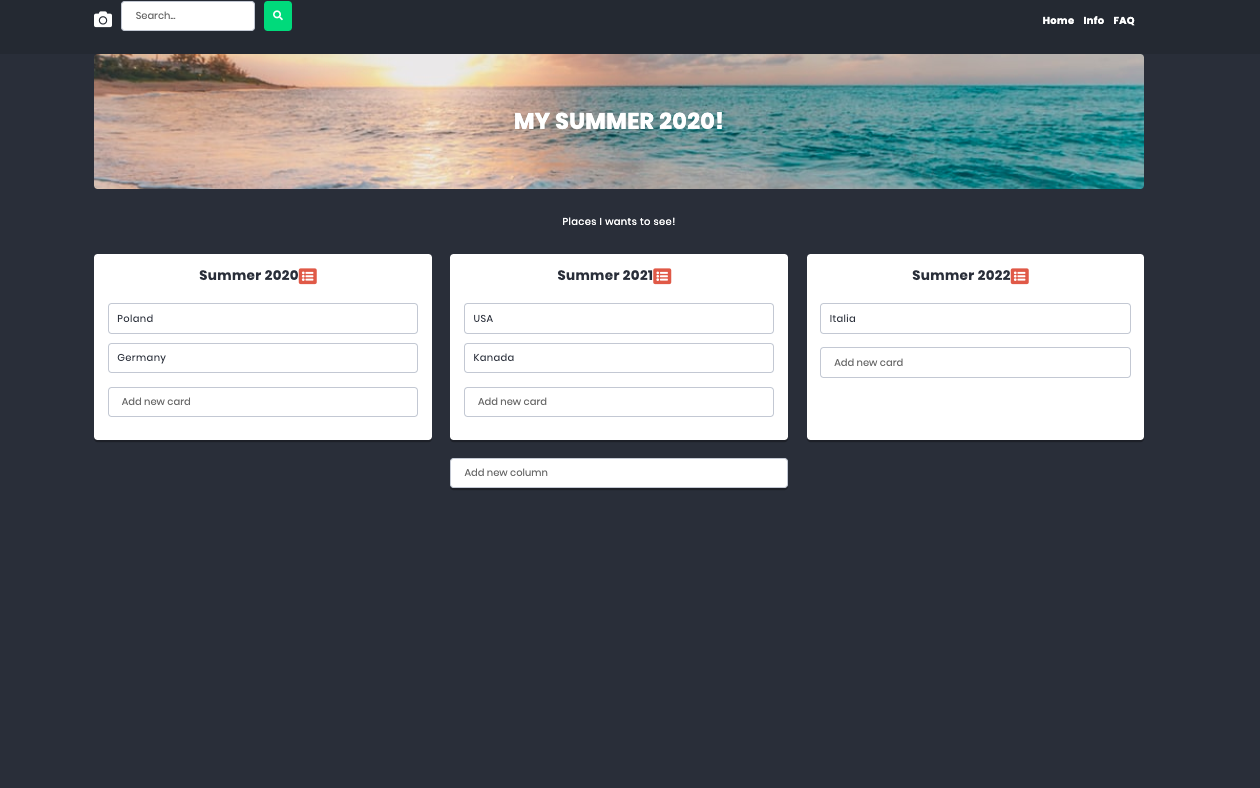 Search...
Home Info FAQ
MY SUMMER 2020!
Places I wants to see!
Summer 2020
Poland
Germany
Add new card
Summer 2021
USA
Kanada
Add new card
Summer 2022
Italia
Add new card
Add new column